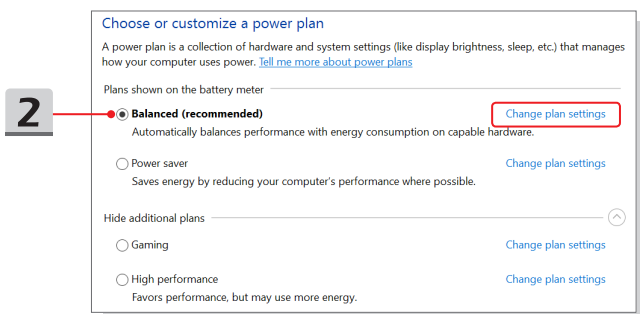 Choose or customize a power plan
A power plan is a collection of hardware and system settings (like display brightness, sleep, etc.) that manages
how your computer uses power. Tell me more about power plans
Plans shown on the battery meter
2
Balanced (recommended) Change plan settings
Automatically balances performance with energy consumption on capable hardware.
Power saver Change plan settings
Saves energy by reducing your computer's performance where possible.
Hide additional plans
Gaming Change plan settings
High performance Change plan settings
Favors performance, but may use more energy.